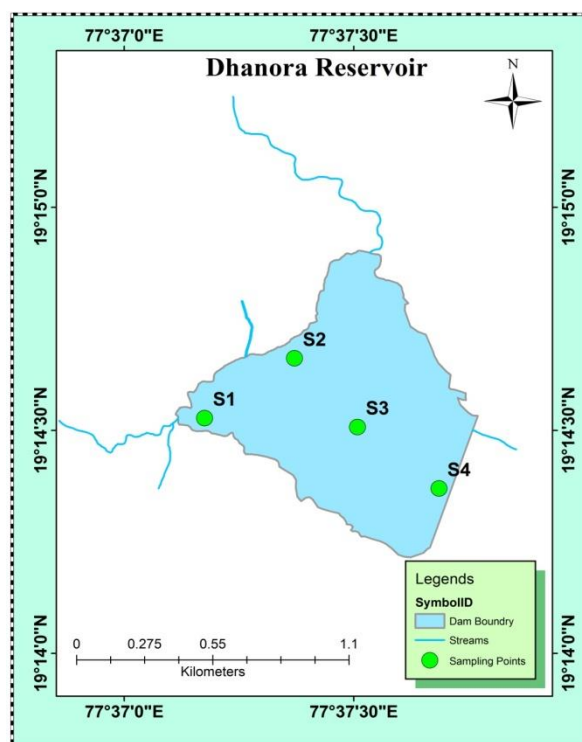 77°37'0"E 77°37'30"E
Dhanora Reservoir
N
19°15'0"N 19°15'0"N
S2
S1
S3
19°14'30"N 19°14'30"N
S4
Legends
SymbolID
Dam Boundry
Streams
Sampling Points
0 0.275 0.55 1.1
Kilometers
19°14'0"N 19°14'0"N
77°37'0"E 77°37'30"E